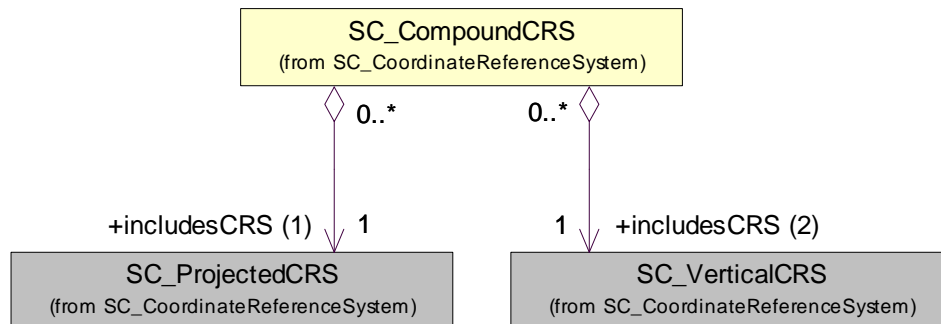 SC_CompoundCRS
(from SC_CoordinateReferenceSystem)
0..*
0..*
+includesCRS (1)
1
1
+includesCRS (2)
SC_ProjectedCRS
(from SC_CoordinateReferenceSystem)
SC_VerticalCRS
(from SC_CoordinateReferenceSystem)